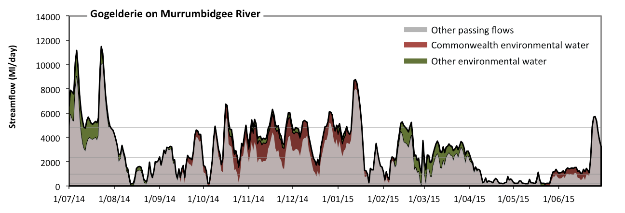 Gogelderie on Murrumbidgee River
14000
12000
10000
8000
6000
4000
2000
0
Streamflow (Ml/day)
Other passing flows
Commonwealth environmental water
Other environmental water
1/07/14 1/08/14 1/09/14 1/10/14 1/11/14 1/12/14 1/01/15 1/02/15 1/03/15 1/04/15 1/05/15 1/06/15